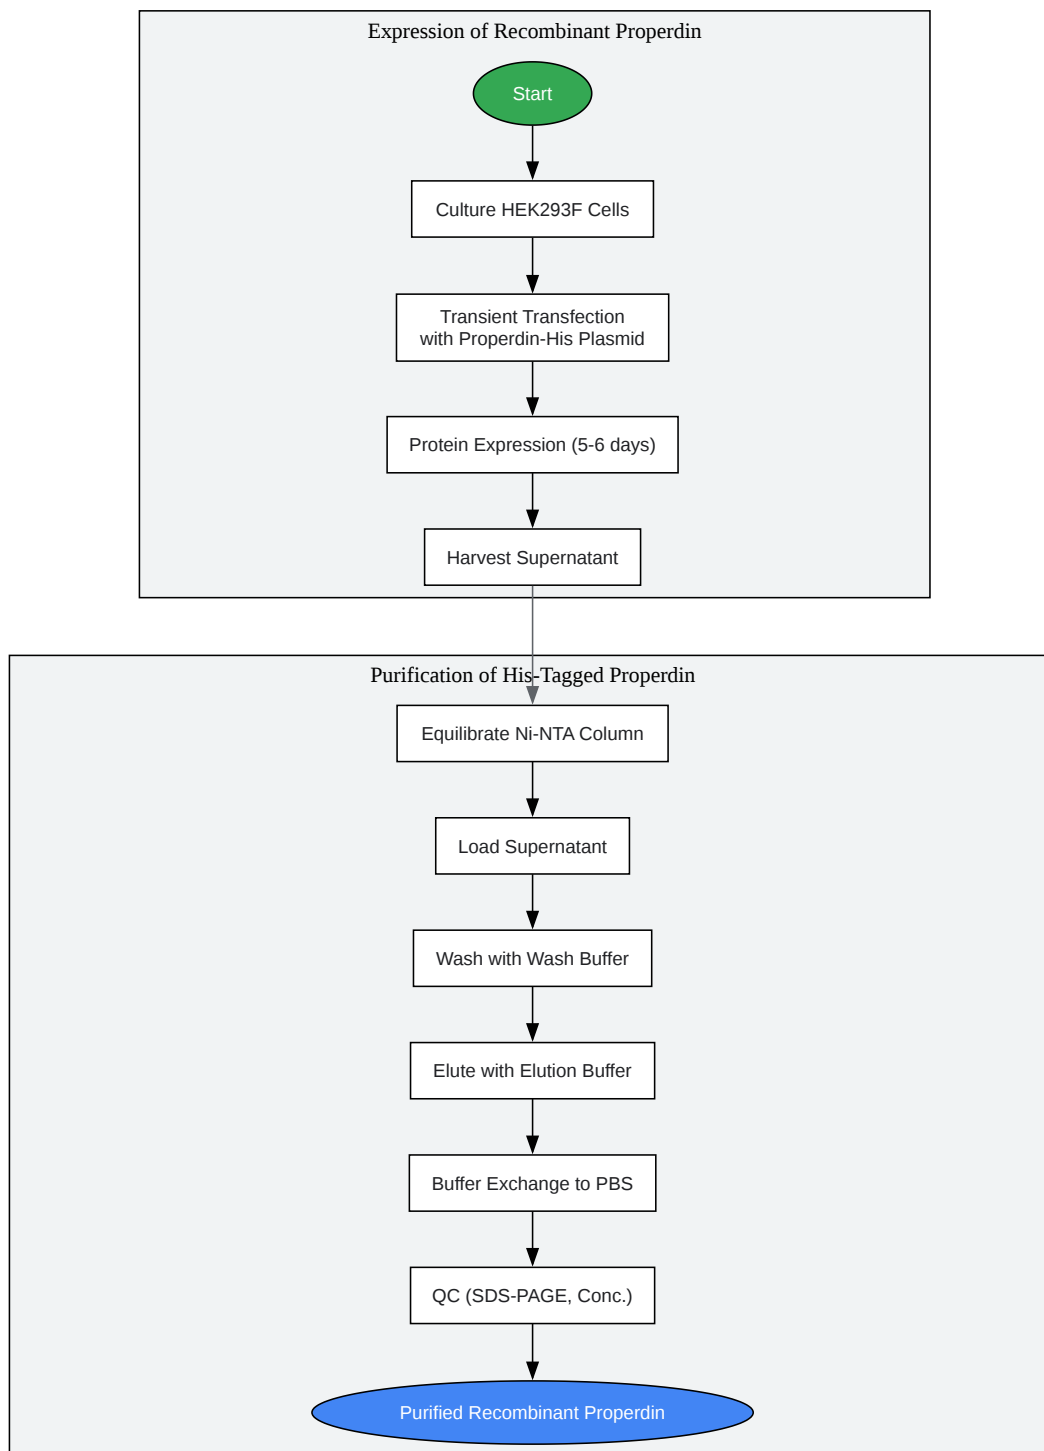 Expression of Recombinant Properdin
Start
Culture HEK293F Cells
Transient Transfection
with Properdin-His Plasmid
Protein Expression (5-6 days)
Harvest Supernatant
Purification of His-Tagged Properdin
Equilibrate Ni-NTA Column
Load Supernatant
Wash with Wash Buffer
Elute with Elution Buffer
Buffer Exchange to PBS
QC (SDS-PAGE, Conc.)
Purified Recombinant Properdin